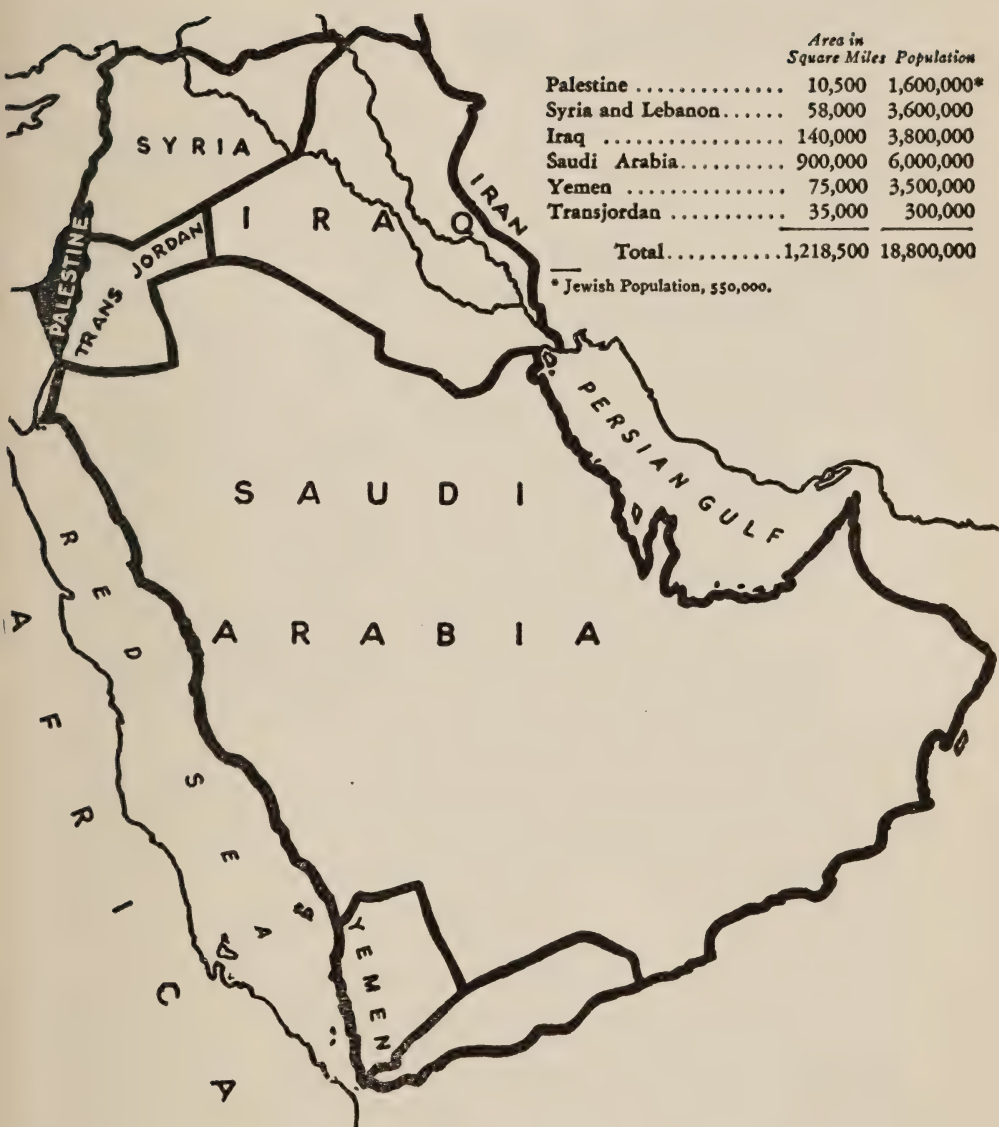 Area in
Square Miles Population
Palestine .............. 10,500 1,600,000*
Syria and Lebanon...... 58,000 3,600,000
Iraq ................. 140,000 3,800,000
Saudi Arabia.......... 900,000 6,000,000
Yemen ............... 75,000 3,500,000
Transjordan ........... 35,000 300,000
Total...........1,218,500 18,800,000
* Jewish Population, 550,000.
SYRIA
IRAN
IRAQ
PALESTINE
TRANS JORDAN
PERSIAN GULF
SAUDI
ARABIA
RED SEA
AFRICA
YEMEN